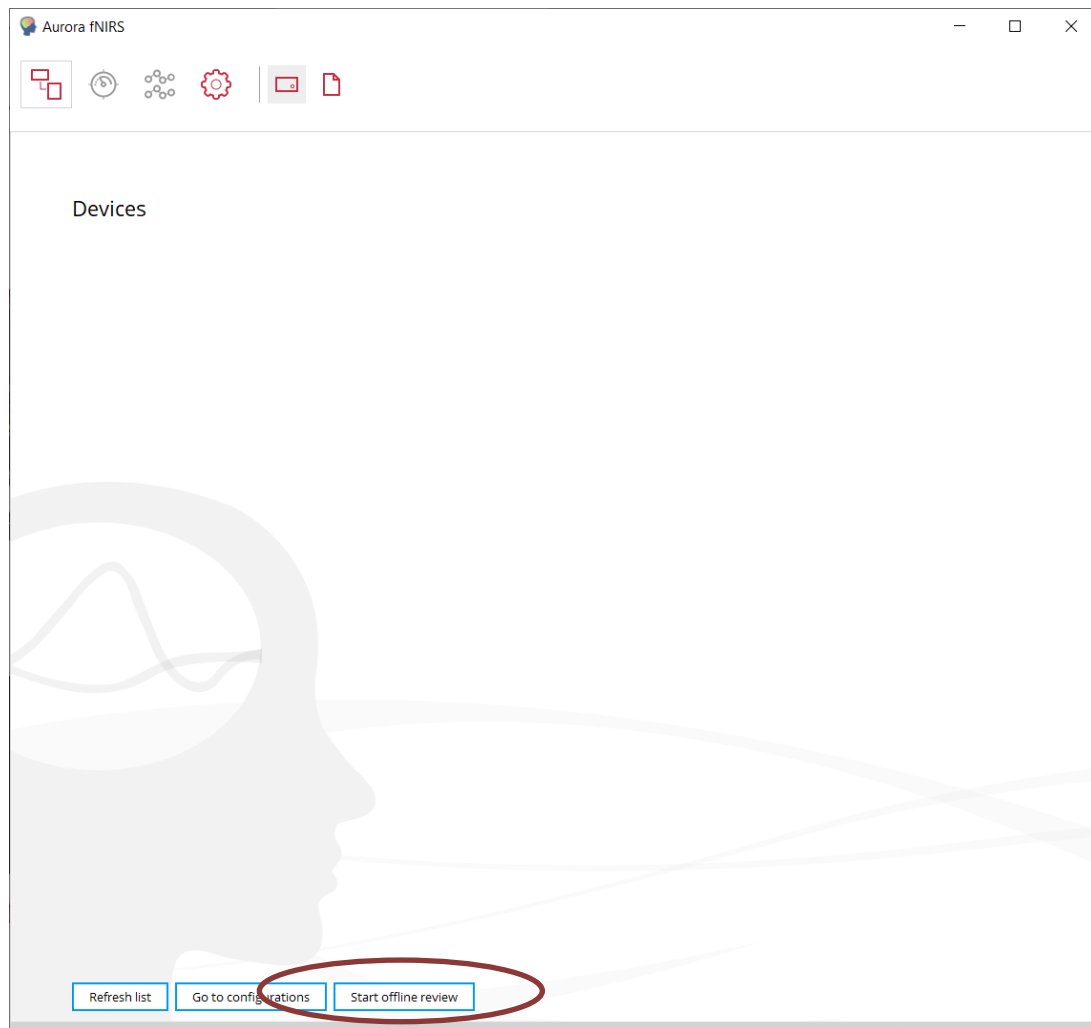 Aurora fNIRS
Devices
Refresh list Go to configurations Start offline review